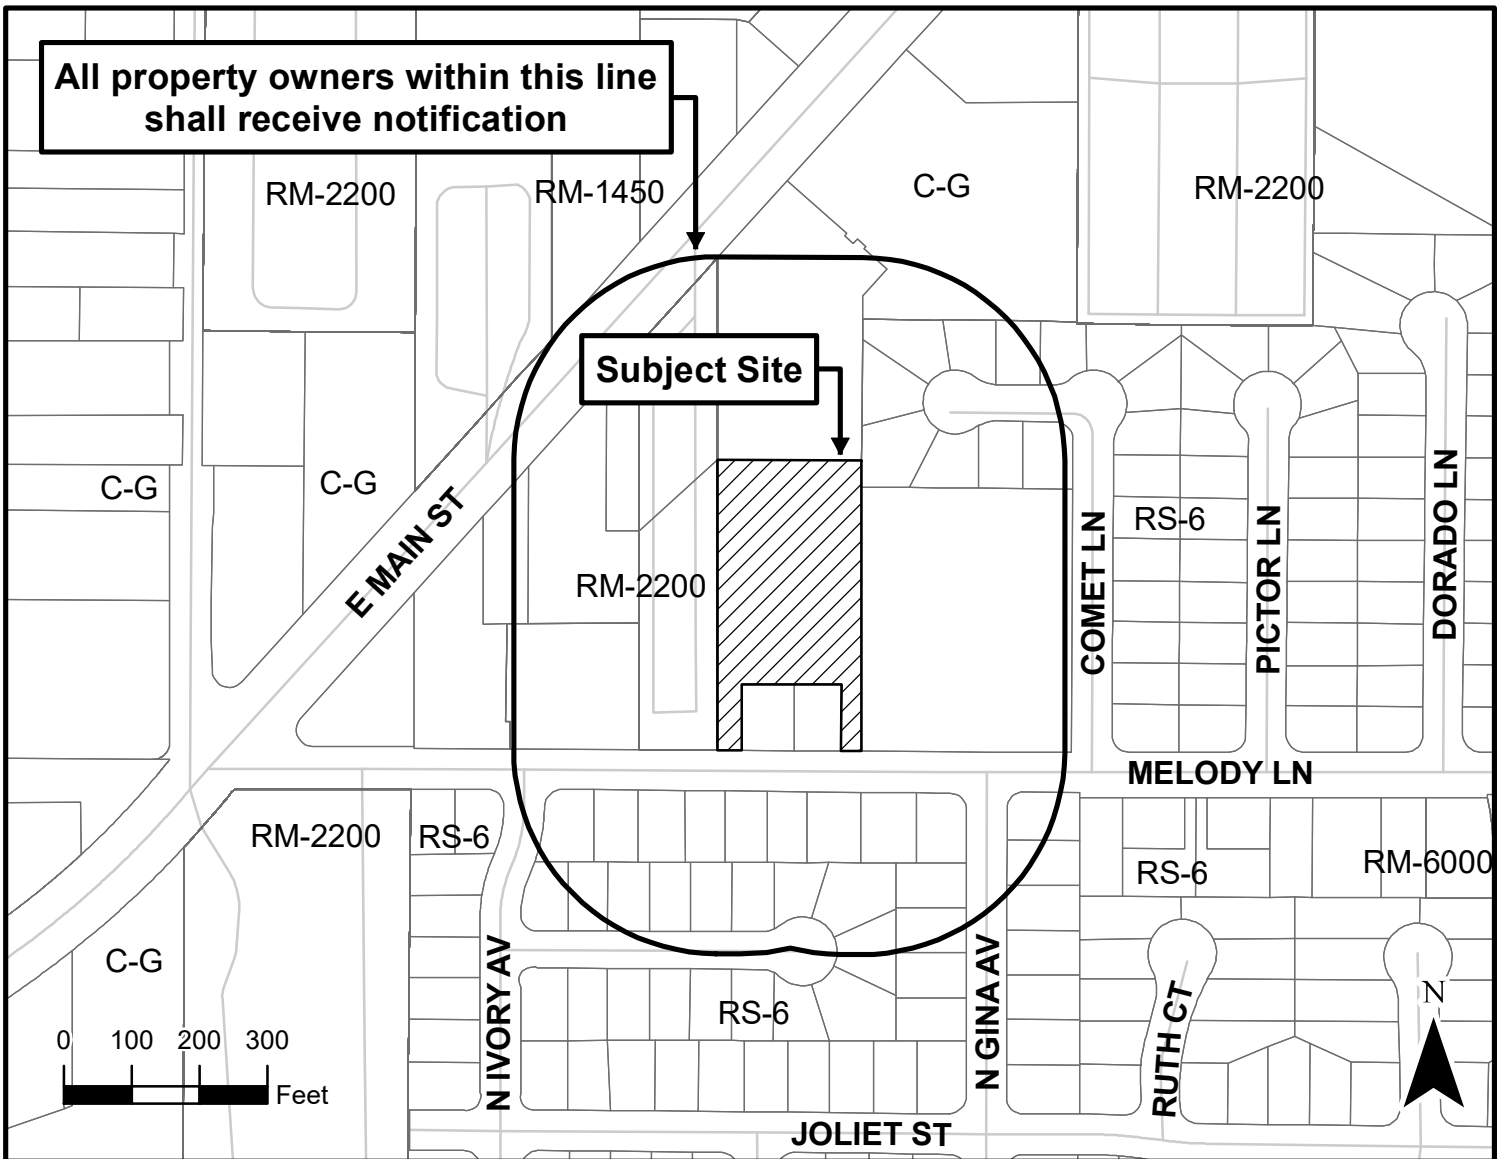 All property owners within this line
shall receive notification
RM-2200
RM-1450
C-G
RM-2200
Subject Site
C-G
C-G
E MAIN ST
RM-2200
COMET LN
RS-6
PICTOR LN
DORADO LN
MELODY LN
RM-2200
RS-6
RS-6
RM-6000
C-G
N IVORY AV
RS-6
N GINA AV
RUTH CT
N
0 100 200 300
Feet
JOLIET ST